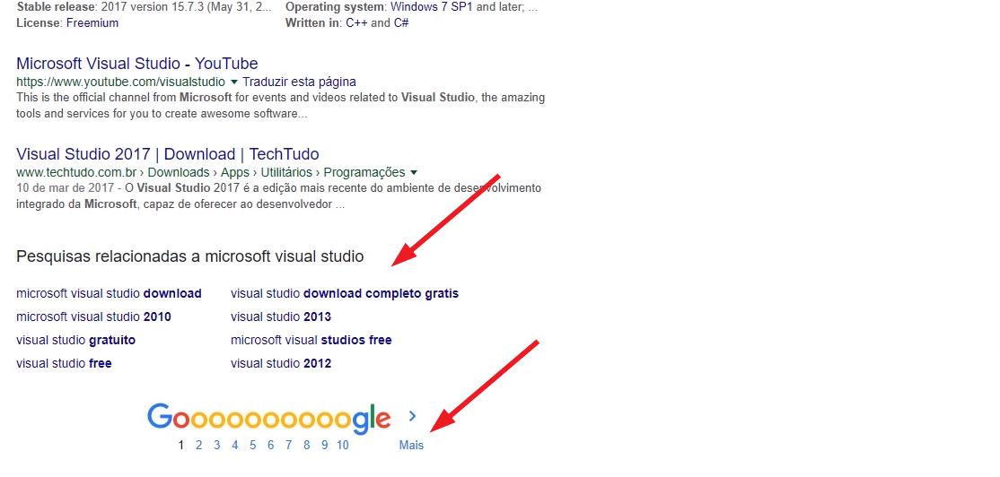 Stable release: 2017 version 15.7.3 (May 31, 2... Operating system: Windows 7 SP1 and later; ...
License: Freemium Written in: C++ and C#
Microsoft Visual Studio - YouTube
https://www.youtube.com/visualstudio Traduzir esta página
This is the official channel from Microsoft for events and videos related to Visual Studio, the amazing
tools and services for you to create awesome software...
Visual Studio 2017 | Download | TechTudo
www.techtudo.com.br › Downloads › Apps › Utilitários › Programações
10 de mar de 2017 - O Visual Studio 2017 é a edição mais recente do ambiente de desenvolvimento
integrado da Microsoft, capaz de oferecer ao desenvolvedor ...
Pesquisas relacionadas a microsoft visual studio
microsoft visual studio download visual studio download completo gratis
microsoft visual studio 2010 visual studio 2013
visual studio gratuito microsoft visual studios free
visual studio free visual studio 2012
Goooooooooogle >
1 2 3 4 5 6 7 8 9 10 Mais